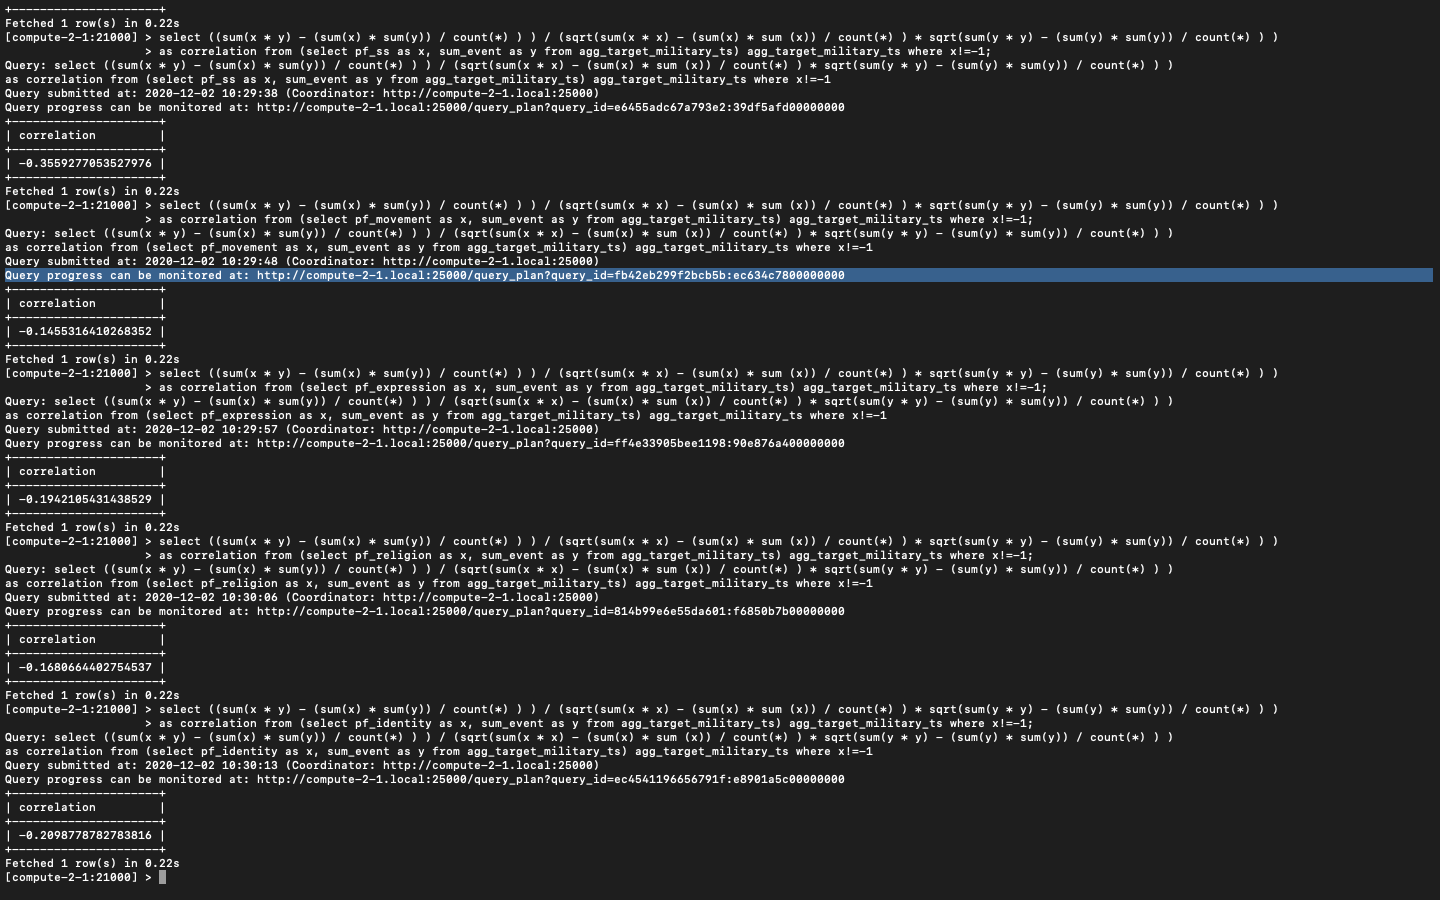 +---------------------+
Fetched 1 row(s) in 0.22s
[compute-2-1:21000] > select ((sum(x * y) - (sum(x) * sum(y)) / count(*) ) ) / (sqrt(sum(x * x) - (sum(x) * sum (x)) / count(*) ) * sqrt(sum(y * y) - (sum(y) * sum(y)) / count(*) ) )
                    > as correlation from (select pf_ss as x, sum_event as y from agg_target_military_ts) agg_target_military_ts where x!=-1;
Query: select ((sum(x * y) - (sum(x) * sum(y)) / count(*) ) ) / (sqrt(sum(x * x) - (sum(x) * sum (x)) / count(*) ) * sqrt(sum(y * y) - (sum(y) * sum(y)) / count(*) ) )
as correlation from (select pf_ss as x, sum_event as y from agg_target_military_ts) agg_target_military_ts where x!=-1
Query submitted at: 2020-12-02 10:29:38 (Coordinator: http://compute-2-1.local:25000)
Query progress can be monitored at: http://compute-2-1.local:25000/query_plan?query_id=e6455adc67a793e2:39df5afd00000000
+---------------------+
| correlation         |
+---------------------+
| -0.3559277053527976 |
+---------------------+
Fetched 1 row(s) in 0.22s
[compute-2-1:21000] > select ((sum(x * y) - (sum(x) * sum(y)) / count(*) ) ) / (sqrt(sum(x * x) - (sum(x) * sum (x)) / count(*) ) * sqrt(sum(y * y) - (sum(y) * sum(y)) / count(*) ) )
                    > as correlation from (select pf_movement as x, sum_event as y from agg_target_military_ts) agg_target_military_ts where x!=-1;
Query: select ((sum(x * y) - (sum(x) * sum(y)) / count(*) ) ) / (sqrt(sum(x * x) - (sum(x) * sum (x)) / count(*) ) * sqrt(sum(y * y) - (sum(y) * sum(y)) / count(*) ) )
as correlation from (select pf_movement as x, sum_event as y from agg_target_military_ts) agg_target_military_ts where x!=-1
Query submitted at: 2020-12-02 10:29:48 (Coordinator: http://compute-2-1.local:25000)
Query progress can be monitored at: http://compute-2-1.local:25000/query_plan?query_id=fb42eb299f2bcb5b:ec634c7800000000
+---------------------+
| correlation         |
+---------------------+
| -0.1455316410268352 |
+---------------------+
Fetched 1 row(s) in 0.22s
[compute-2-1:21000] > select ((sum(x * y) - (sum(x) * sum(y)) / count(*) ) ) / (sqrt(sum(x * x) - (sum(x) * sum (x)) / count(*) ) * sqrt(sum(y * y) - (sum(y) * sum(y)) / count(*) ) )
                    > as correlation from (select pf_expression as x, sum_event as y from agg_target_military_ts) agg_target_military_ts where x!=-1;
Query: select ((sum(x * y) - (sum(x) * sum(y)) / count(*) ) ) / (sqrt(sum(x * x) - (sum(x) * sum (x)) / count(*) ) * sqrt(sum(y * y) - (sum(y) * sum(y)) / count(*) ) )
as correlation from (select pf_expression as x, sum_event as y from agg_target_military_ts) agg_target_military_ts where x!=-1
Query submitted at: 2020-12-02 10:29:57 (Coordinator: http://compute-2-1.local:25000)
Query progress can be monitored at: http://compute-2-1.local:25000/query_plan?query_id=ff4e33905bee1198:90e876a400000000
+---------------------+
| correlation         |
+---------------------+
| -0.1942105431438529 |
+---------------------+
Fetched 1 row(s) in 0.22s
[compute-2-1:21000] > select ((sum(x * y) - (sum(x) * sum(y)) / count(*) ) ) / (sqrt(sum(x * x) - (sum(x) * sum (x)) / count(*) ) * sqrt(sum(y * y) - (sum(y) * sum(y)) / count(*) ) )
                    > as correlation from (select pf_religion as x, sum_event as y from agg_target_military_ts) agg_target_military_ts where x!=-1;
Query: select ((sum(x * y) - (sum(x) * sum(y)) / count(*) ) ) / (sqrt(sum(x * x) - (sum(x) * sum (x)) / count(*) ) * sqrt(sum(y * y) - (sum(y) * sum(y)) / count(*) ) )
as correlation from (select pf_religion as x, sum_event as y from agg_target_military_ts) agg_target_military_ts where x!=-1
Query submitted at: 2020-12-02 10:30:06 (Coordinator: http://compute-2-1.local:25000)
Query progress can be monitored at: http://compute-2-1.local:25000/query_plan?query_id=814b99e6e55da601:f6850b7b00000000
+---------------------+
| correlation         |
+---------------------+
| -0.1680664402754537 |
+---------------------+
Fetched 1 row(s) in 0.22s
[compute-2-1:21000] > select ((sum(x * y) - (sum(x) * sum(y)) / count(*) ) ) / (sqrt(sum(x * x) - (sum(x) * sum (x)) / count(*) ) * sqrt(sum(y * y) - (sum(y) * sum(y)) / count(*) ) )
                    > as correlation from (select pf_identity as x, sum_event as y from agg_target_military_ts) agg_target_military_ts where x!=-1;
Query: select ((sum(x * y) - (sum(x) * sum(y)) / count(*) ) ) / (sqrt(sum(x * x) - (sum(x) * sum (x)) / count(*) ) * sqrt(sum(y * y) - (sum(y) * sum(y)) / count(*) ) )
as correlation from (select pf_identity as x, sum_event as y from agg_target_military_ts) agg_target_military_ts where x!=-1
Query submitted at: 2020-12-02 10:30:13 (Coordinator: http://compute-2-1.local:25000)
Query progress can be monitored at: http://compute-2-1.local:25000/query_plan?query_id=ec4541196656791f:e8901a5c00000000
+---------------------+
| correlation         |
+---------------------+
| -0.2098778782783816 |
+---------------------+
Fetched 1 row(s) in 0.22s
[compute-2-1:21000] >